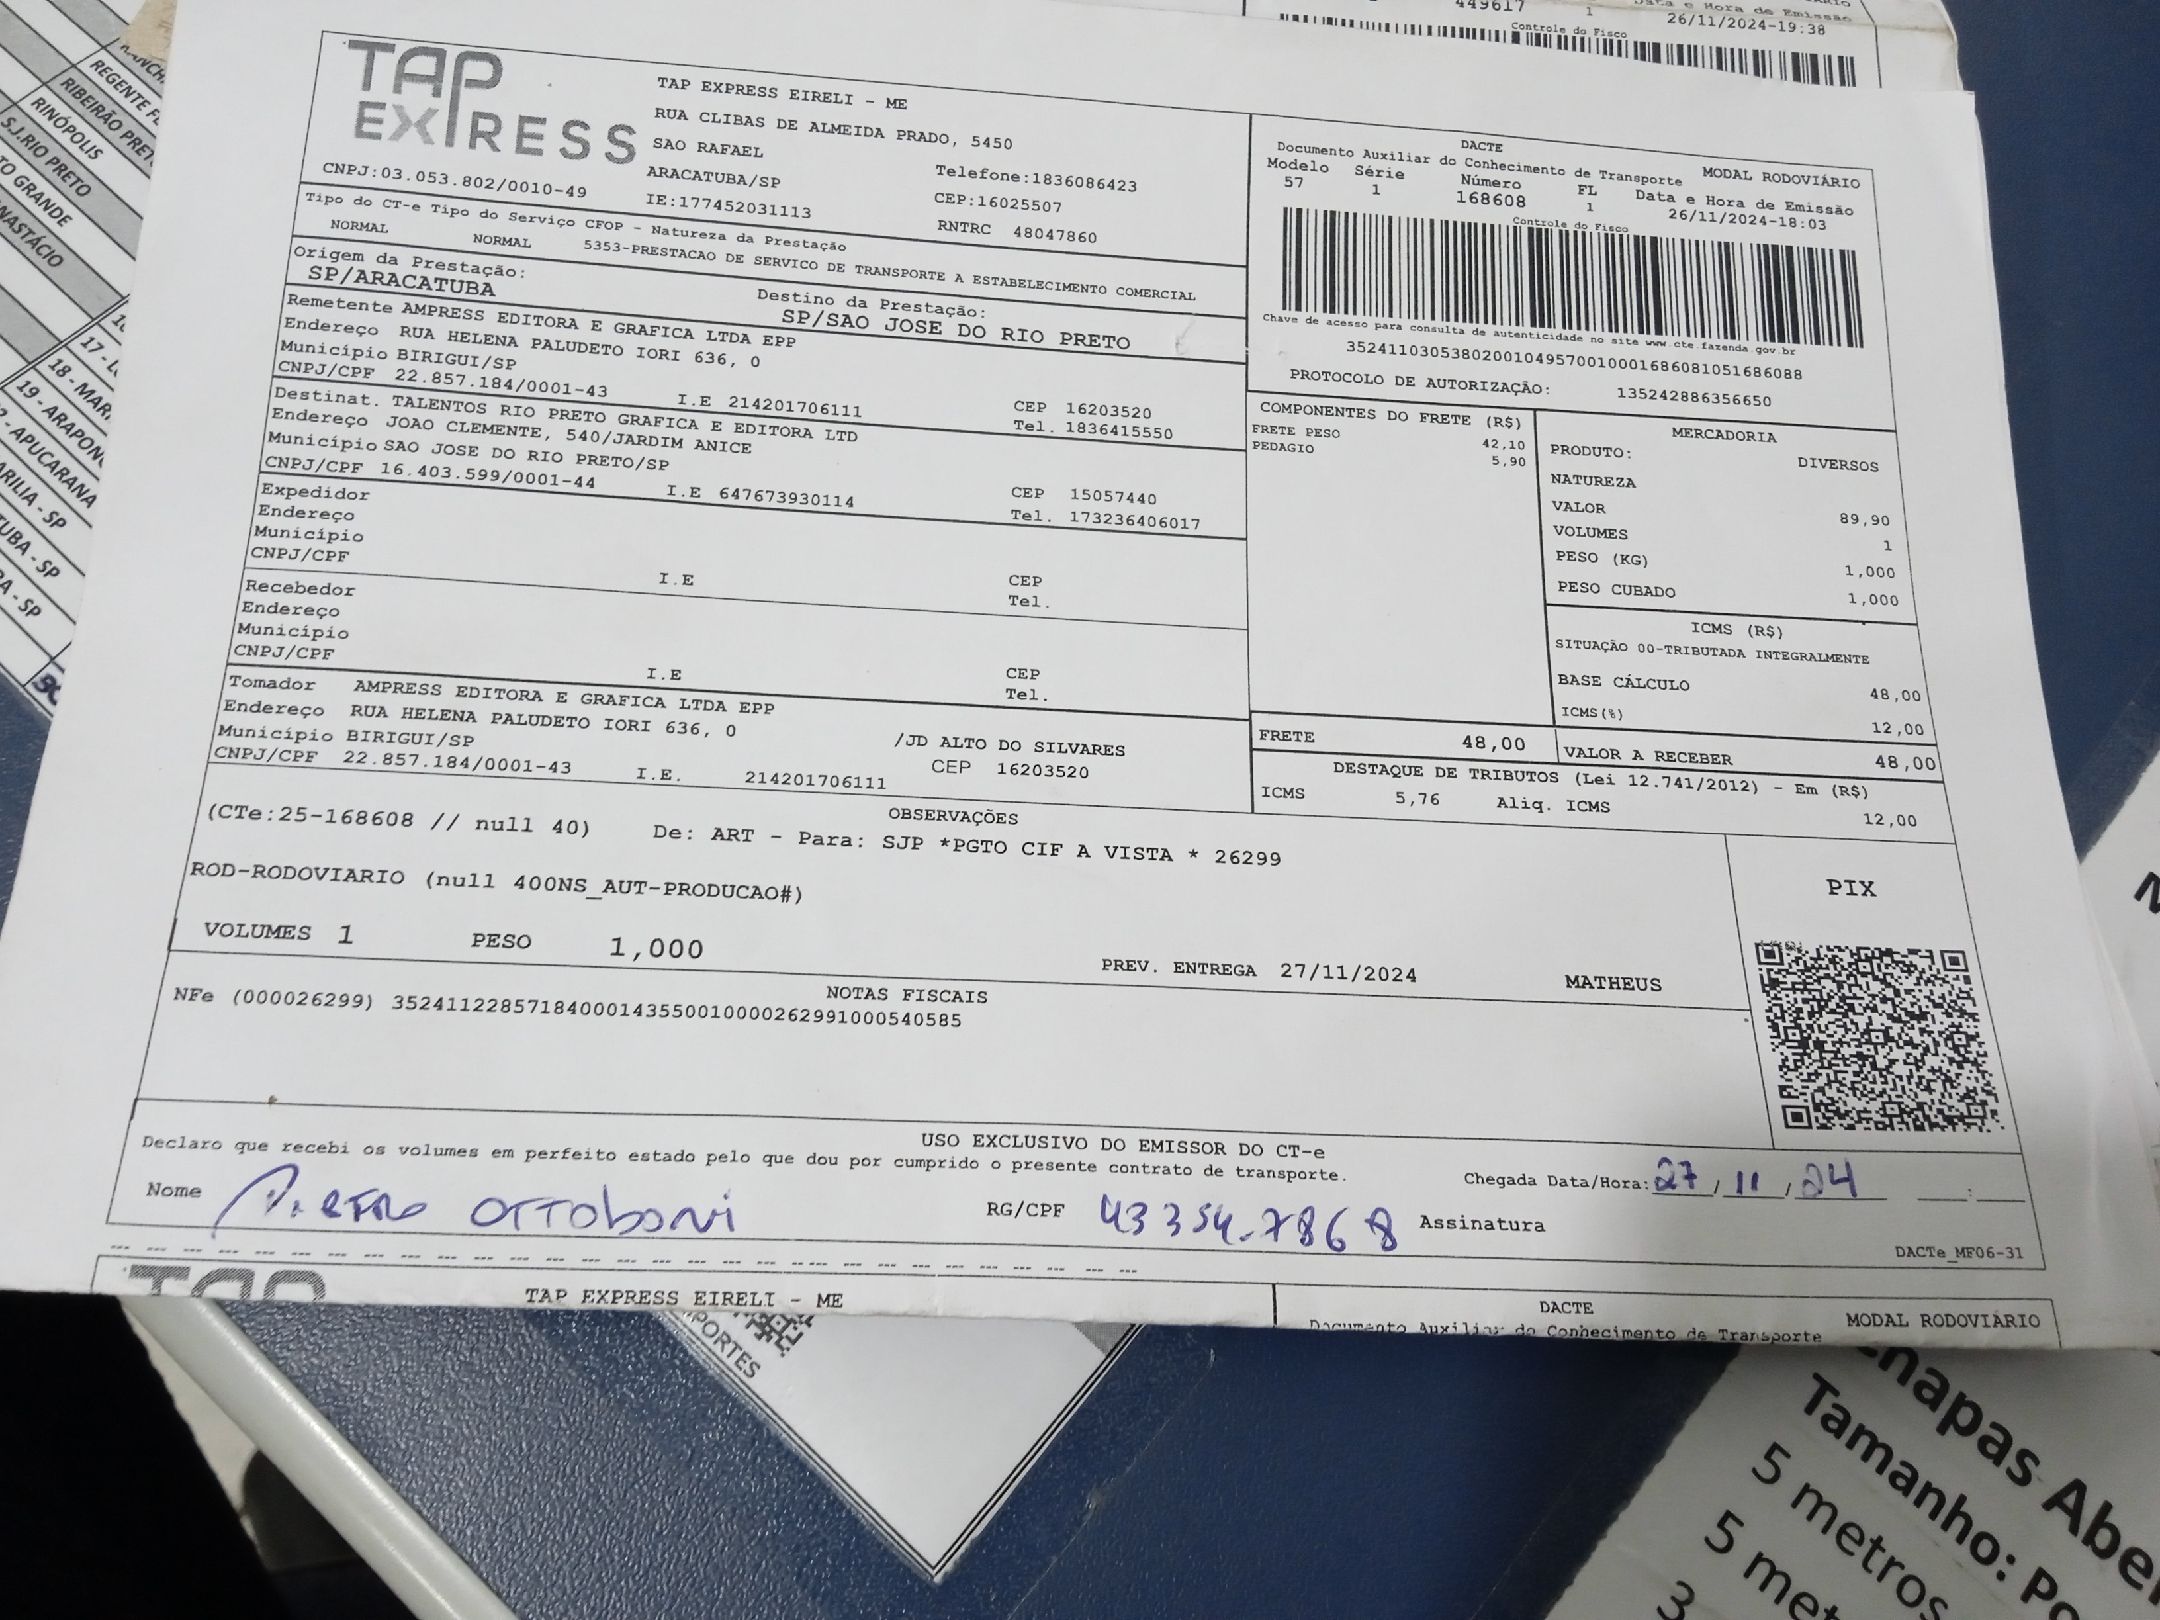 449617 1 26/11/2024-19:38
Controle do Fisco
TAP EXPRESS
TAP EXPRESS EIRELI - ME
RUA CLIBAS DE ALMEIDA PRADO, 5450
SAO RAFAEL
ARACATUBA/SP Telefone:1836086423
CNPJ:03.053.802/0010-49 IE:177452031113 CEP:16025507
RNTRC 48047860
DACTE MODAL RODOVIÁRIO
Documento Auxiliar do Conhecimento de Transporte
Modelo Série Número FL Data e Hora de Emissão
57 1 168608 1 26/11/2024-18:03
Controle do Fisco
Chave de acesso para consulta de autenticidade no site www.cte.fazenda.gov.br
35241103053802001049570010001686081051686088
PROTOCOLO DE AUTORIZAÇÃO: 135242886356650
Tipo do CT-e Tipo do Serviço CFOP - Natureza da Prestação
NORMAL NORMAL 5353-PRESTACAO DE SERVICO DE TRANSPORTE A ESTABELECIMENTO COMERCIAL
Origem da Prestação: Destino da Prestação:
SP/ARACATUBA SP/SAO JOSE DO RIO PRETO
Remetente AMPRESS EDITORA E GRAFICA LTDA EPP
Endereço RUA HELENA PALUDETO IORI 636, 0
Município BIRIGUI/SP CEP 16203520
CNPJ/CPF 22.857.184/0001-43 I.E 214201706111 Tel. 1836415550
Destinat. TALENTOS RIO PRETO GRAFICA E EDITORA LTD
Endereço JOAO CLEMENTE, 540/JARDIM ANICE
Município SAO JOSE DO RIO PRETO/SP CEP 15057440
CNPJ/CPF 16.403.599/0001-44 I.E 647673930114 Tel. 173236406017
Expedidor
Endereço
Município CEP
CNPJ/CPF I.E Tel.
Recebedor
Endereço
Município CEP
CNPJ/CPF I.E Tel.
Tomador AMPRESS EDITORA E GRAFICA LTDA EPP
Endereço RUA HELENA PALUDETO IORI 636, 0 /JD ALTO DO SILVARES
Município BIRIGUI/SP CEP 16203520
CNPJ/CPF 22.857.184/0001-43 I.E. 214201706111
COMPONENTES DO FRETE (R$)
FRETE PESO 42,10
PEDAGIO 5,90
MERCADORIA
PRODUTO: DIVERSOS
NATUREZA
VALOR 89,90
VOLUMES 1
PESO (KG) 1,000
PESO CUBADO 1,000
ICMS (R$)
SITUAÇÃO 00-TRIBUTADA INTEGRALMENTE
BASE CÁLCULO 48,00
ICMS(%) 12,00
FRETE 48,00 VALOR A RECEBER 48,00
DESTAQUE DE TRIBUTOS (Lei 12.741/2012) - Em (R$)
ICMS 5,76 Aliq. ICMS 12,00
OBSERVAÇÕES
(CTe:25-168608 // null 40) De: ART - Para: SJP *PGTO CIF A VISTA * 26299
ROD-RODOVIARIO (null 400NS_AUT-PRODUCAO#)
PIX
VOLUMES 1 PESO 1,000 PREV. ENTREGA 27/11/2024 MATHEUS
NOTAS FISCAIS
NFe (000026299) 35241122857184000143550010000262991000540585
USO EXCLUSIVO DO EMISSOR DO CT-e
Declaro que recebi os volumes em perfeito estado pelo que dou por cumprido o presente contrato de transporte.
Chegada Data/Hora: 27/11/24
Nome Pietro Ottoboni RG/CPF 43354.7868 Assinatura
DACTe_MF06-31
TAP
TAP EXPRESS EIRELI - ME
DACTE MODAL RODOVIÁRIO
Documento Auxiliar do Conhecimento de Transporte
RINÓPOLIS
S.J.RIO PRETO
5 metros
Tamanho: